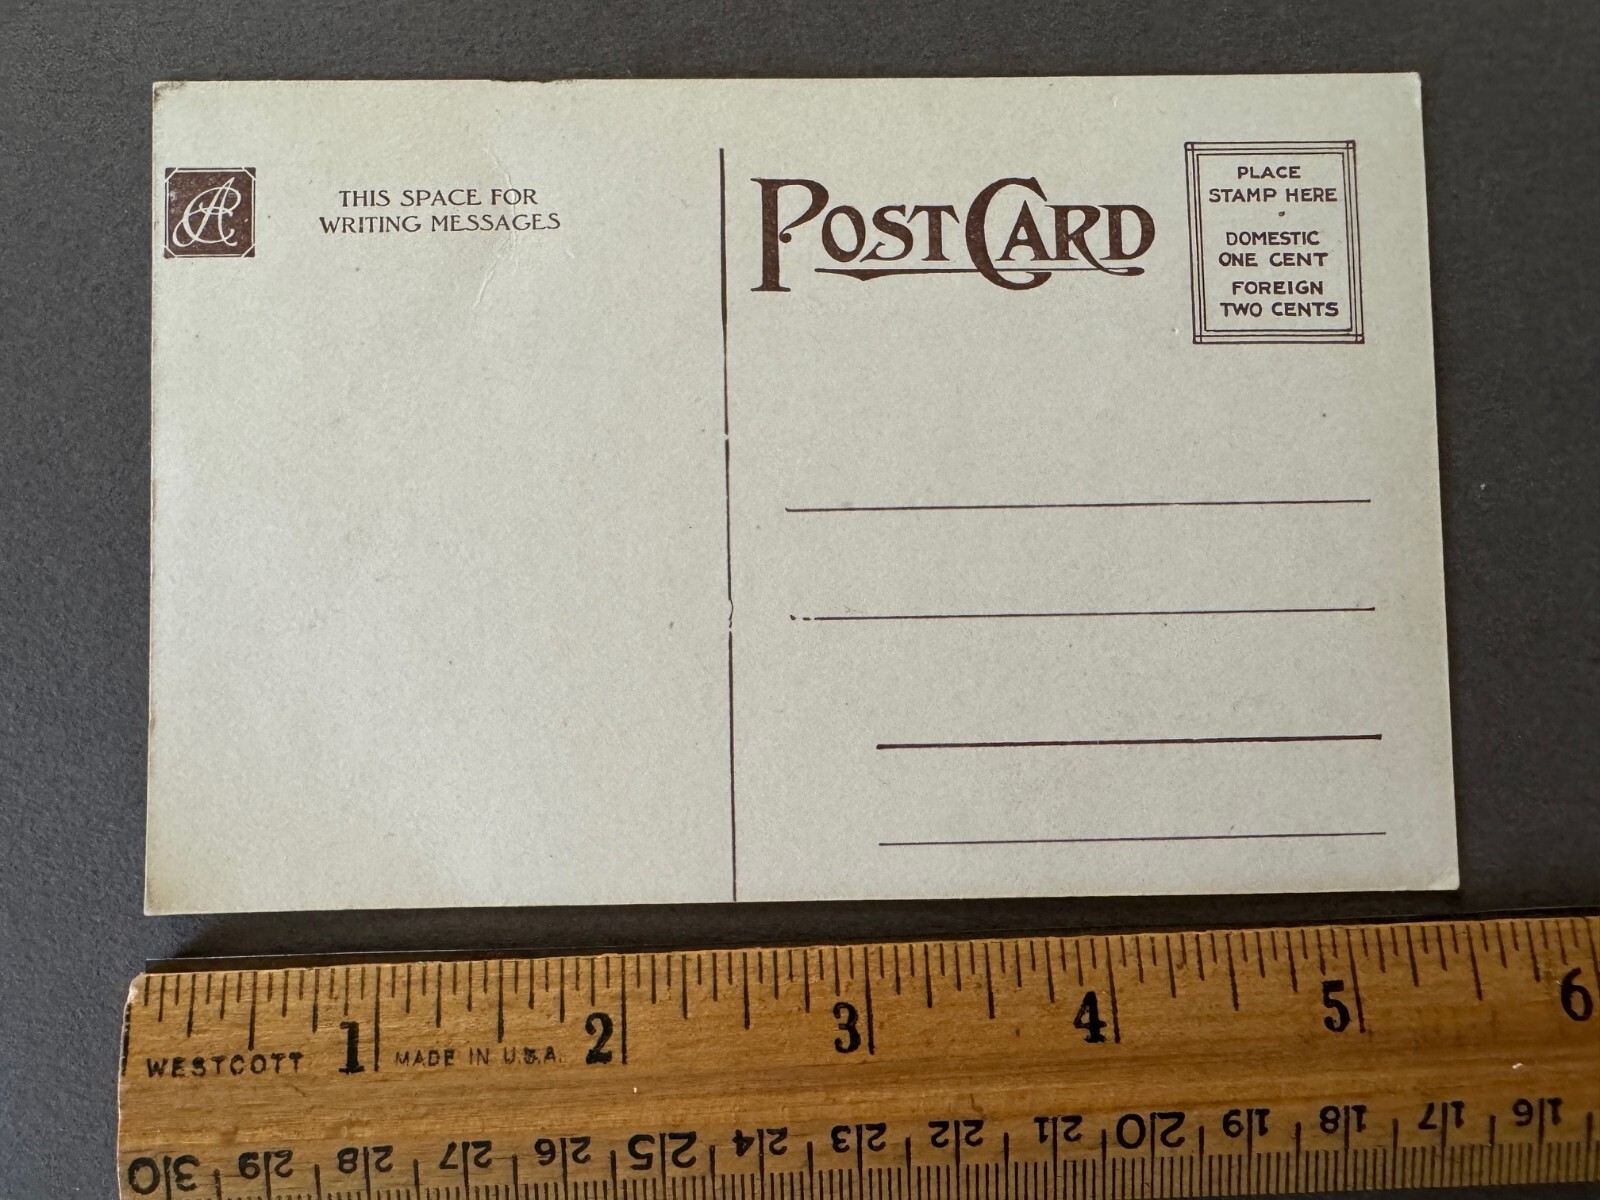 THIS SPACE FOR
WRITING MESSAGES
POST CARD
PLACE
STAMP HERE
DOMESTIC
ONE CENT
FOREIGN
TWO CENTS
1 2 3 4 5 6
WESTCOTT MADE IN U.S.A.
30 29 28 27 26 25 24 23 22 21 20 19 18 17 16